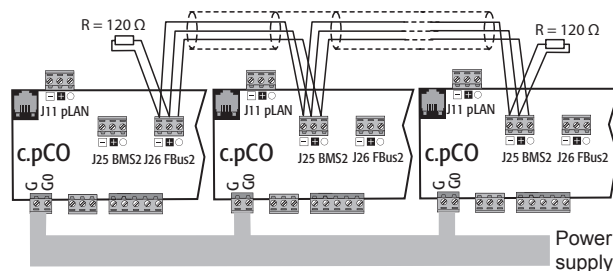 R = 120 Ω
R = 120 Ω
J11 pLAN
J11 pLAN
J11 pLAN
J25 BMS2
J26 FBus2
J25 BMS2
J26 FBus2
J25 BMS2
J26 FBus2
c.pCO
c.pCO
c.pCO
G
G0
G
G0
G
G0
Power
supply